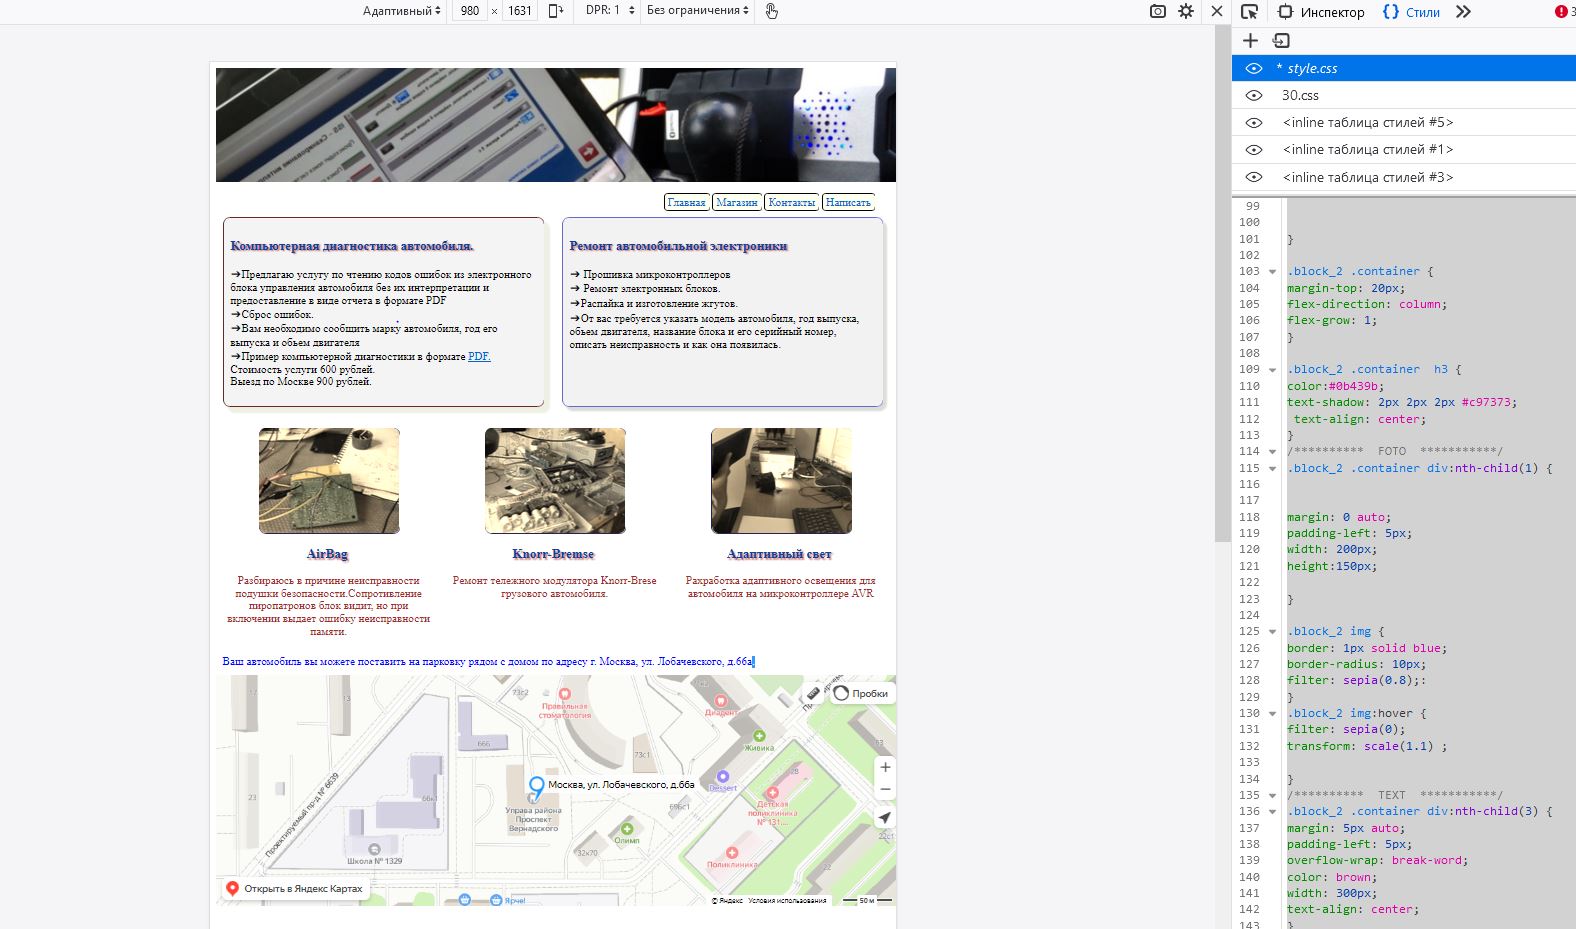 Адаптивный 980 × 1631 DPR: 1 Без ограничения
Инспектор {} Стили 3
* style.css
30.css
<inline таблица стилей #5>
<inline таблица стилей #1>
<inline таблица стилей #3>
Главная Магазин Контакты Написать
Компьютерная диагностика автомобиля.
➔Предлагаю услугу по чтению кодов ошибок из электронного
блока управления автомобиля без их интерпретации и
предоставление в виде отчета в формате PDF
➔Сброс ошибок.
➔Вам необходимо сообщить марку автомобиля, год его
выпуска и обьем двигателя
➔Пример компьютерной диагностики в формате PDF.
Стоимость услуги 600 рублей.
Выезд по Москве 900 рублей.
Ремонт автомобильной электроники
➔ Прошивка микроконтроллеров
➔ Ремонт электронных блоков.
➔Распайка и изготовление жгутов.
➔От вас требуется указать модель автомобиля, год выпуска,
обьем двигателя, название блока и его серийный номер,
описать неисправность и как она появилась.
AirBag
Разбираюсь в причине неисправности
подушки безопасности.Сопротивление
пиропатронов блок видит, но при
включении выдает ошибку неисправности
памяти.
Knorr-Bremse
Ремонт тележного модулятора Knorr-Brese
грузового автомобиля.
Адаптивный свет
Рахработка адаптивного освещения для
автомобиля на микроконтроллере AVR
Ваш автомобиль вы можете поставить на парковку рядом с домом по адресу г. Москва, ул. Лобачевского, д.66а
17
13
73с2
Правильная
стоматология
Диадент
Пробки
66б
73с1
Живика
53
23
Проектируемый пр-д № 6639
66к1
Москва, ул. Лобачевского, д.66а
Dessert
28
Управа района
Проспект
Вернадского
696с1
Детская
поликлиника
№ 131,...
Олимп
22с1
Школа № 1329
32к70
Поликлиника
Открыть в Яндекс Картах
Ярче!
© Яндекс Условия использования 50 м
99
100
101 }
102
103 .block_2 .container {
104 margin-top: 20px;
105 flex-direction: column;
106 flex-grow: 1;
107 }
108
109 .block_2 .container  h3 {
110 color:#0b439b;
111 text-shadow: 2px 2px 2px #c97373;
112  text-align: center;
113 }
114 /**********  FOTO  ***********/
115 .block_2 .container div:nth-child(1) {
116
117
118 margin: 0 auto;
119 padding-left: 5px;
120 width: 200px;
121 height:150px;
122
123 }
124
125 .block_2 img {
126 border: 1px solid blue;
127 border-radius: 10px;
128 filter: sepia(0.8);:
129 }
130 .block_2 img:hover {
131 filter: sepia(0);
132 transform: scale(1.1) ;
133
134 }
135 /**********  TEXT  ***********/
136 .block_2 .container div:nth-child(3) {
137 margin: 5px auto;
138 padding-left: 5px;
139 overflow-wrap: break-word;
140 color: brown;
141 width: 300px;
142 text-align: center;
143 }